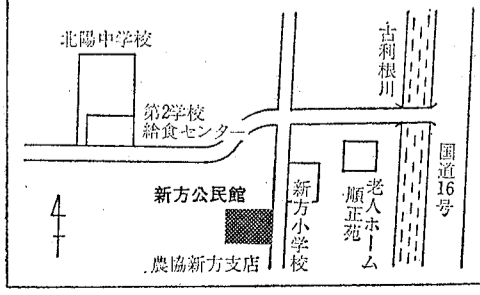 北陽中学校
第2学校
給食センター
新方公民館
農協新方支店
新方小学校
老人ホーム
順正苑
古利根川
国道16号